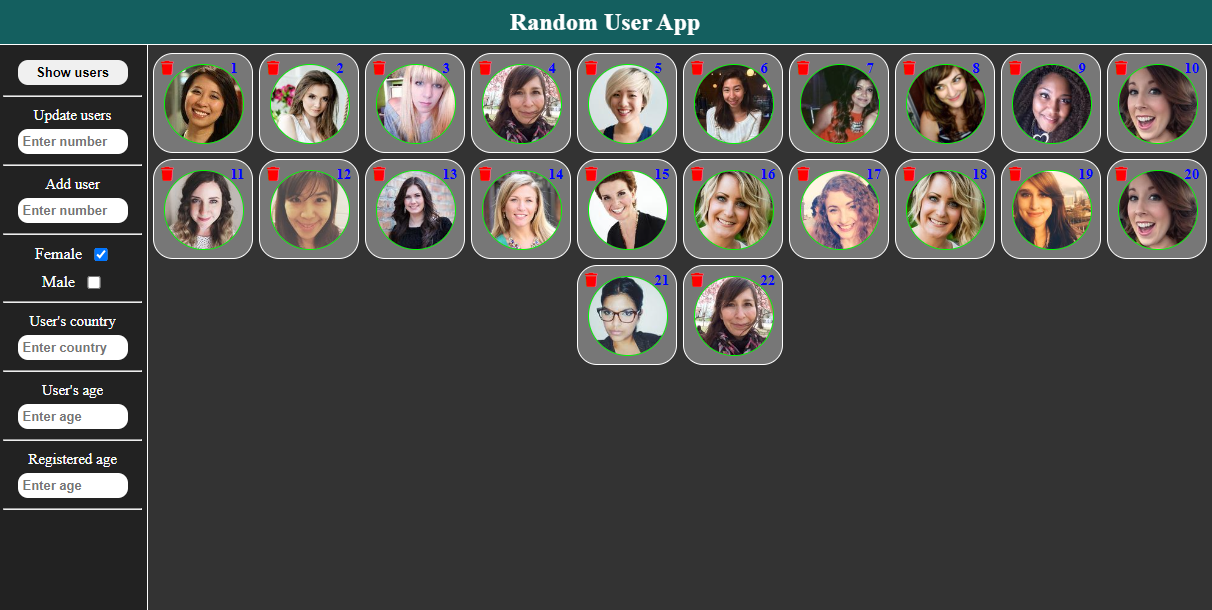 Random User App
Show users
Update users
Enter number
Add user
Enter number
Female
Male
User's country
Enter country
User's age
Enter age
Registered age
Enter age
1 2 3 4 5 6 7 8 9 10
11 12 13 14 15 16 17 18 19 20
21 22